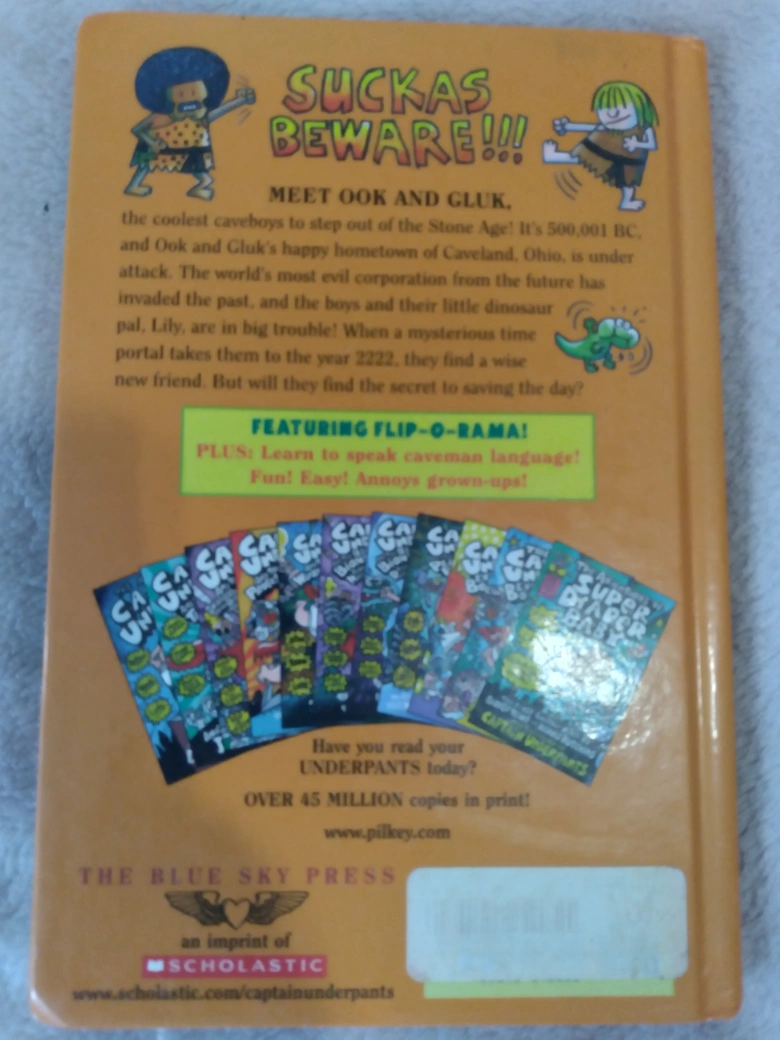 SUCKAS
BEWARE!!!
MEET OOK AND GLUK,
the coolest caveboys to step out of the Stone Age! It's 500,001 BC,
and Ook and Gluk's happy hometown of Caveland, Ohio, is under
attack. The world's most evil corporation from the future has
invaded the past, and the boys and their little dinosaur
pal, Lily, are in big trouble! When a mysterious time
portal takes them to the year 2222, they find a wise
new friend. But will they find the secret to saving the day?
FEATURING FLIP-O-RAMA!
PLUS: Learn to speak caveman language!
Fun! Easy! Annoys grown-ups!
SUPER
DIAPER
BABY
CAPTAIN UNDERPANTS
Have you read your
UNDERPANTS today?
OVER 45 MILLION copies in print!
www.pilkey.com
THE BLUE SKY PRESS
an imprint of
SCHOLASTIC
www.scholastic.com/captainunderpants